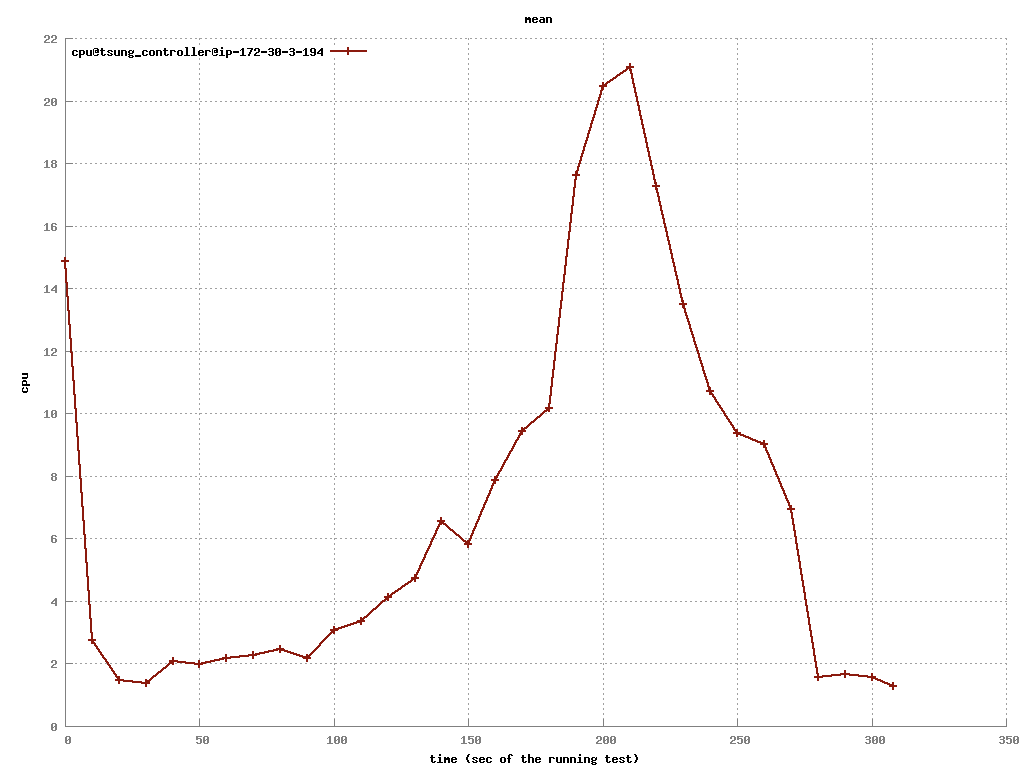 mean
22
cpu@tsung_controller@ip-172-30-3-194
20
18
16
14
12
cpu
10
8
6
4
2
0
0 50 100 150 200 250 300 350
time (sec of the running test)